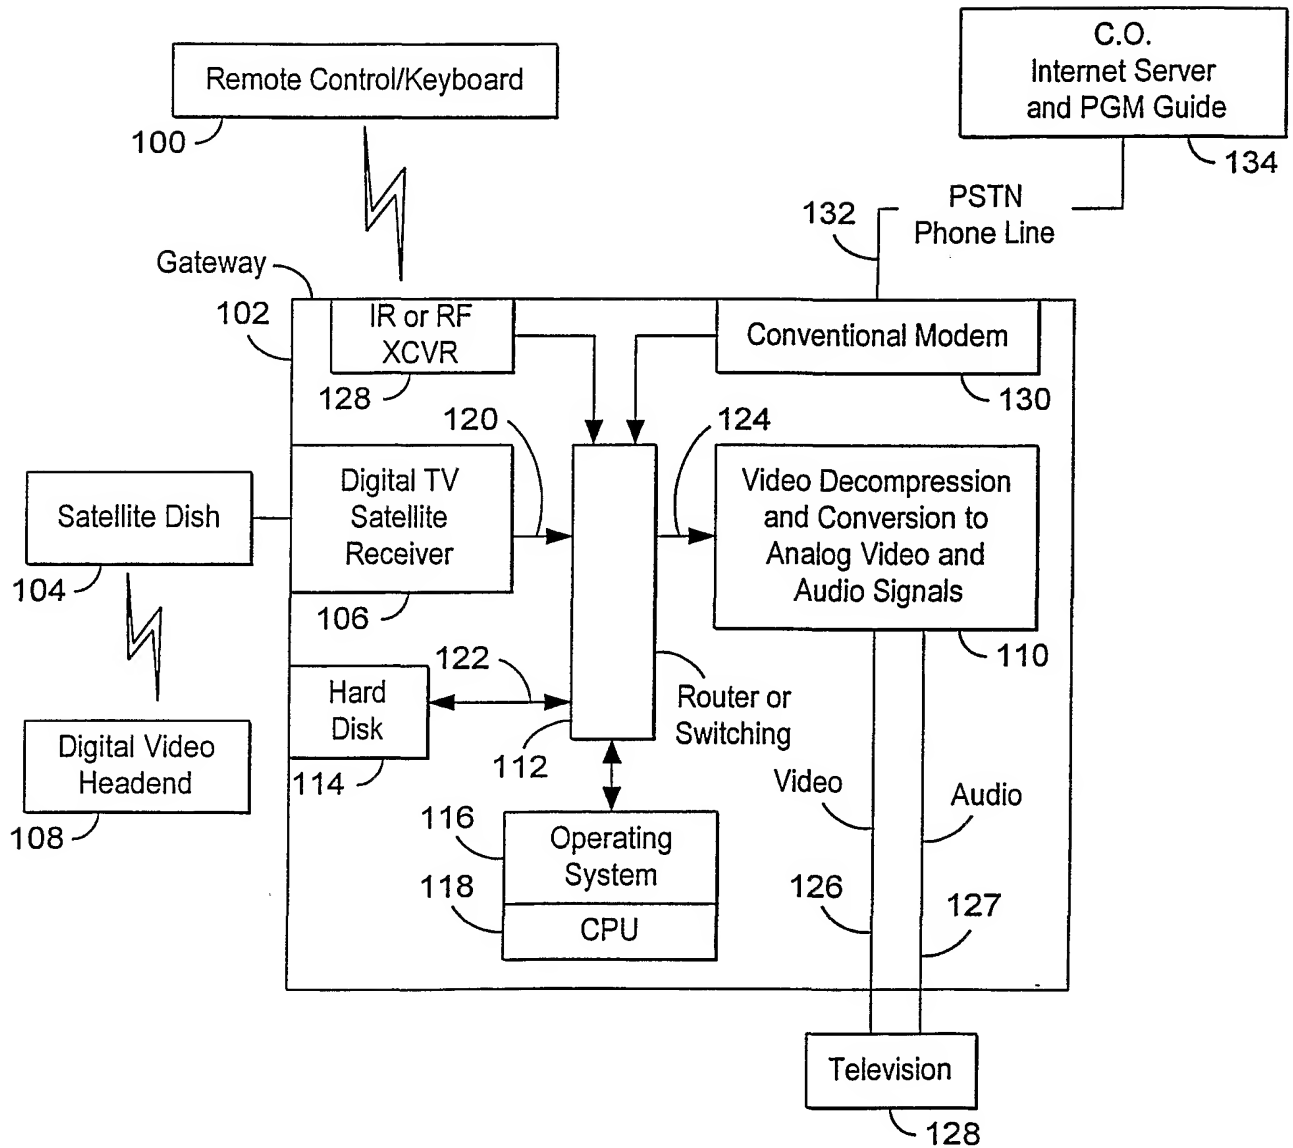 C.O.
Internet Server
and PGM Guide
134
Remote Control/Keyboard
100
132
PSTN
Phone Line
Gateway
102
IR or RF
XCVR
128
Conventional Modem
130
120
124
Satellite Dish
104
Digital TV
Satellite
Receiver
106
Video Decompression
and Conversion to
Analog Video and
Audio Signals
110
122
Hard
Disk
114
112
Router or
Switching
Digital Video
Headend
108
Video
Audio
116
Operating
System
118
CPU
126
127
Television
128